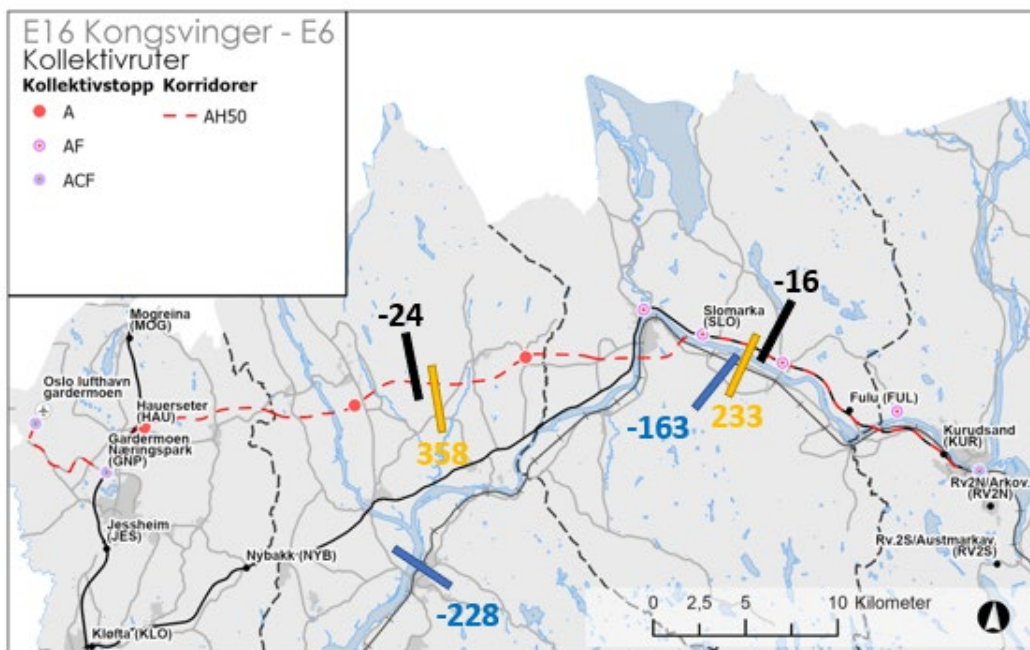 E16 Kongsvinger - E6
Kollektivruter
Kollektivstopp Korridorer
A
AH50
AF
ACF
Mogreina
(MOG)
Oslo lufthavn
gardermoen
Hauerseter
(HAU)
Gardermoen
Næringspark
(GNP)
Jessheim
(JES)
Nybakk (NYB)
Kløfta (KLO)
-24
358
-228
Slomarka
(SLO)
-16
-163
233
Fulu (FUL)
Kurudsand
(KUR)
Rv2N/Arkov.
(RV2N)
Rv.2S/Austmarkav.
(RV2S)
0 2,5 5 10 Kilometer